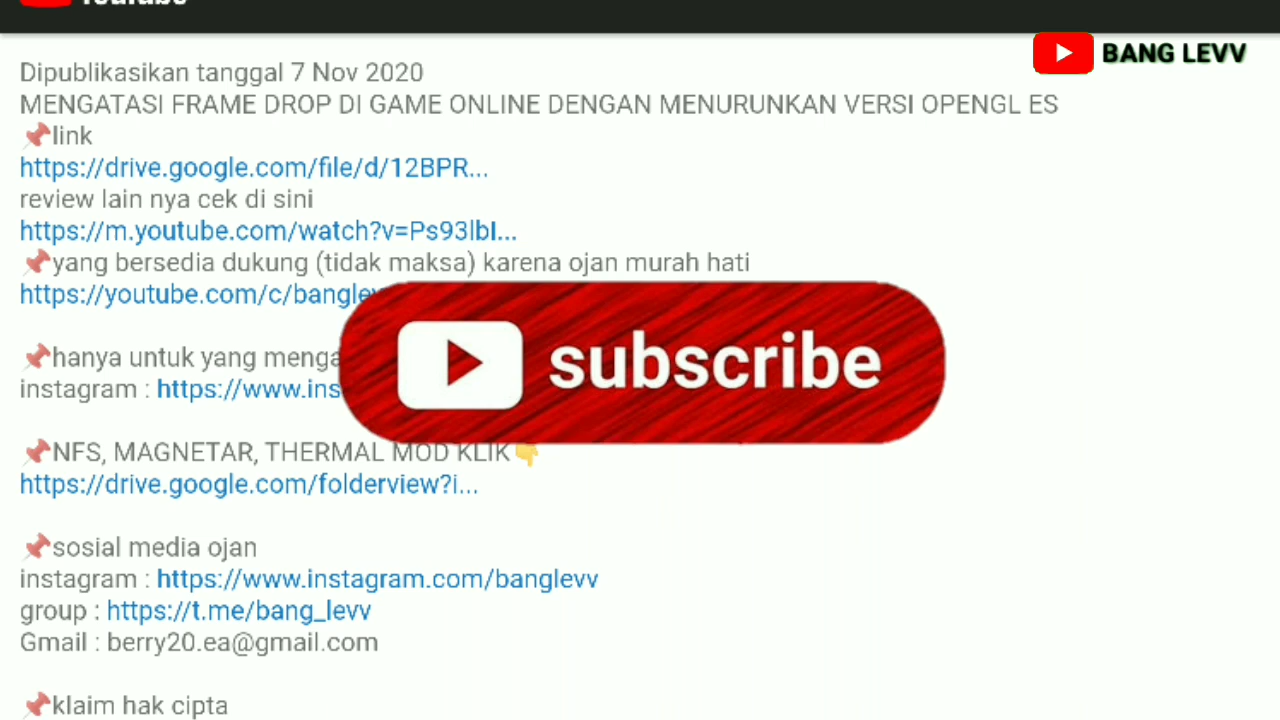 YouTube
BANG LEVV
Dipublikasikan tanggal 7 Nov 2020
MENGATASI FRAME DROP DI GAME ONLINE DENGAN MENURUNKAN VERSI OPENGL ES
📌link
https://drive.google.com/file/d/12BPR...
review lain nya cek di sini
https://m.youtube.com/watch?v=Ps93lbI...
📌yang bersedia dukung (tidak maksa) karena ojan murah hati
https://youtube.com/c/banglev
subscribe
📌hanya untuk yang menga
instagram : https://www.ins
📌NFS, MAGNETAR, THERMAL MOD KLIK👇
https://drive.google.com/folderview?i...
📌sosial media ojan
instagram : https://www.instagram.com/banglevv
group : https://t.me/bang_levv
Gmail : berry20.ea@gmail.com
📌klaim hak cipta